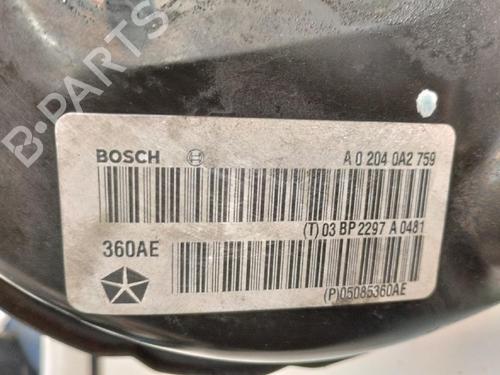 B-PARTS
BOSCH A 0 204 0A2 759
(T) 03 BP 2297 A 0481
360AE
(P)05085360AE